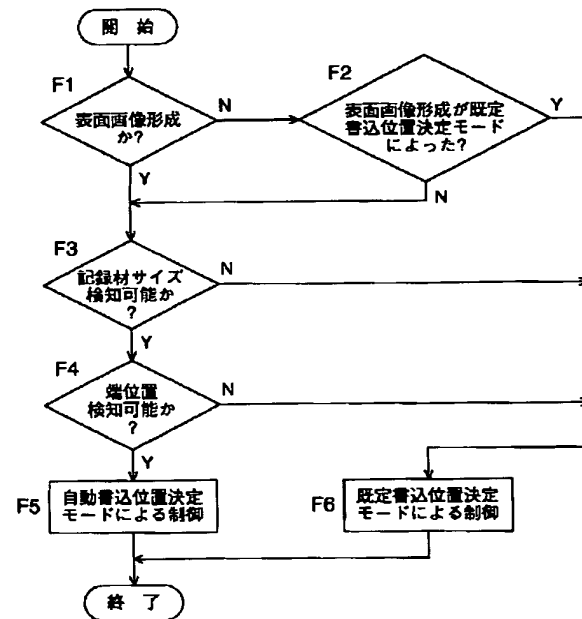 開 始
F1
表面画像形成
か?
N
Y
F2
表面画像形成が既定
書込位置決定モード
によった?
Y
N
F3
記録材サイズ
検知可能か
?
N
Y
F4
端位置
検知可能か
?
N
Y
F5
自動書込位置決定
モードによる制御
F6
既定書込位置決定
モードによる制御
終 了